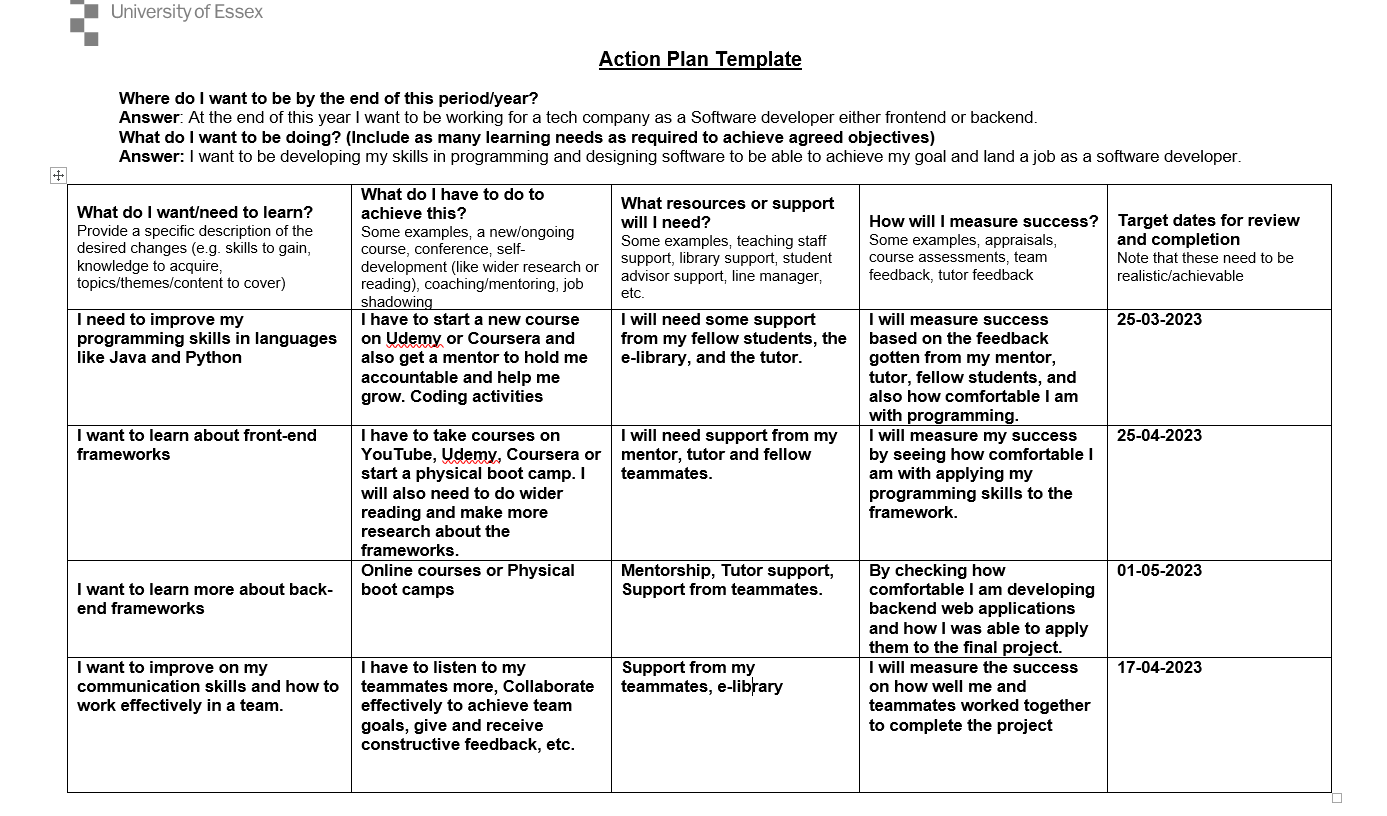 University of Essex
Action Plan Template
Where do I want to be by the end of this period/year?
Answer: At the end of this year I want to be working for a tech company as a Software developer either frontend or backend.
What do I want to be doing? (Include as many learning needs as required to achieve agreed objectives)
Answer: I want to be developing my skills in programming and designing software to be able to achieve my goal and land a job as a software developer.
What do I want/need to learn?
Provide a specific description of the
desired changes (e.g. skills to gain,
knowledge to acquire,
topics/themes/content to cover)
What do I have to do to
achieve this?
Some examples, a new/ongoing
course, conference, self-
development (like wider research or
reading), coaching/mentoring, job
shadowing
What resources or support
will I need?
Some examples, teaching staff
support, library support, student
advisor support, line manager,
etc.
How will I measure success?
Some examples, appraisals,
course assessments, team
feedback, tutor feedback
Target dates for review
and completion
Note that these need to be
realistic/achievable
I need to improve my
programming skills in languages
like Java and Python
I have to start a new course
on Udemy or Coursera and
also get a mentor to hold me
accountable and help me
grow. Coding activities
I will need some support
from my fellow students, the
e-library, and the tutor.
I will measure success
based on the feedback
gotten from my mentor,
tutor, fellow students, and
also how comfortable I am
with programming.
25-03-2023
I want to learn about front-end
frameworks
I have to take courses on
YouTube, Udemy, Coursera or
start a physical boot camp. I
will also need to do wider
reading and make more
research about the
frameworks.
I will need support from my
mentor, tutor and fellow
teammates.
I will measure my success
by seeing how comfortable I
am with applying my
programming skills to the
framework.
25-04-2023
I want to learn more about back-
end frameworks
Online courses or Physical
boot camps
Mentorship, Tutor support,
Support from teammates.
By checking how
comfortable I am developing
backend web applications
and how I was able to apply
them to the final project.
01-05-2023
I want to improve on my
communication skills and how to
work effectively in a team.
I have to listen to my
teammates more, Collaborate
effectively to achieve team
goals, give and receive
constructive feedback, etc.
Support from my
teammates, e-library
I will measure the success
on how well me and
teammates worked together
to complete the project
17-04-2023